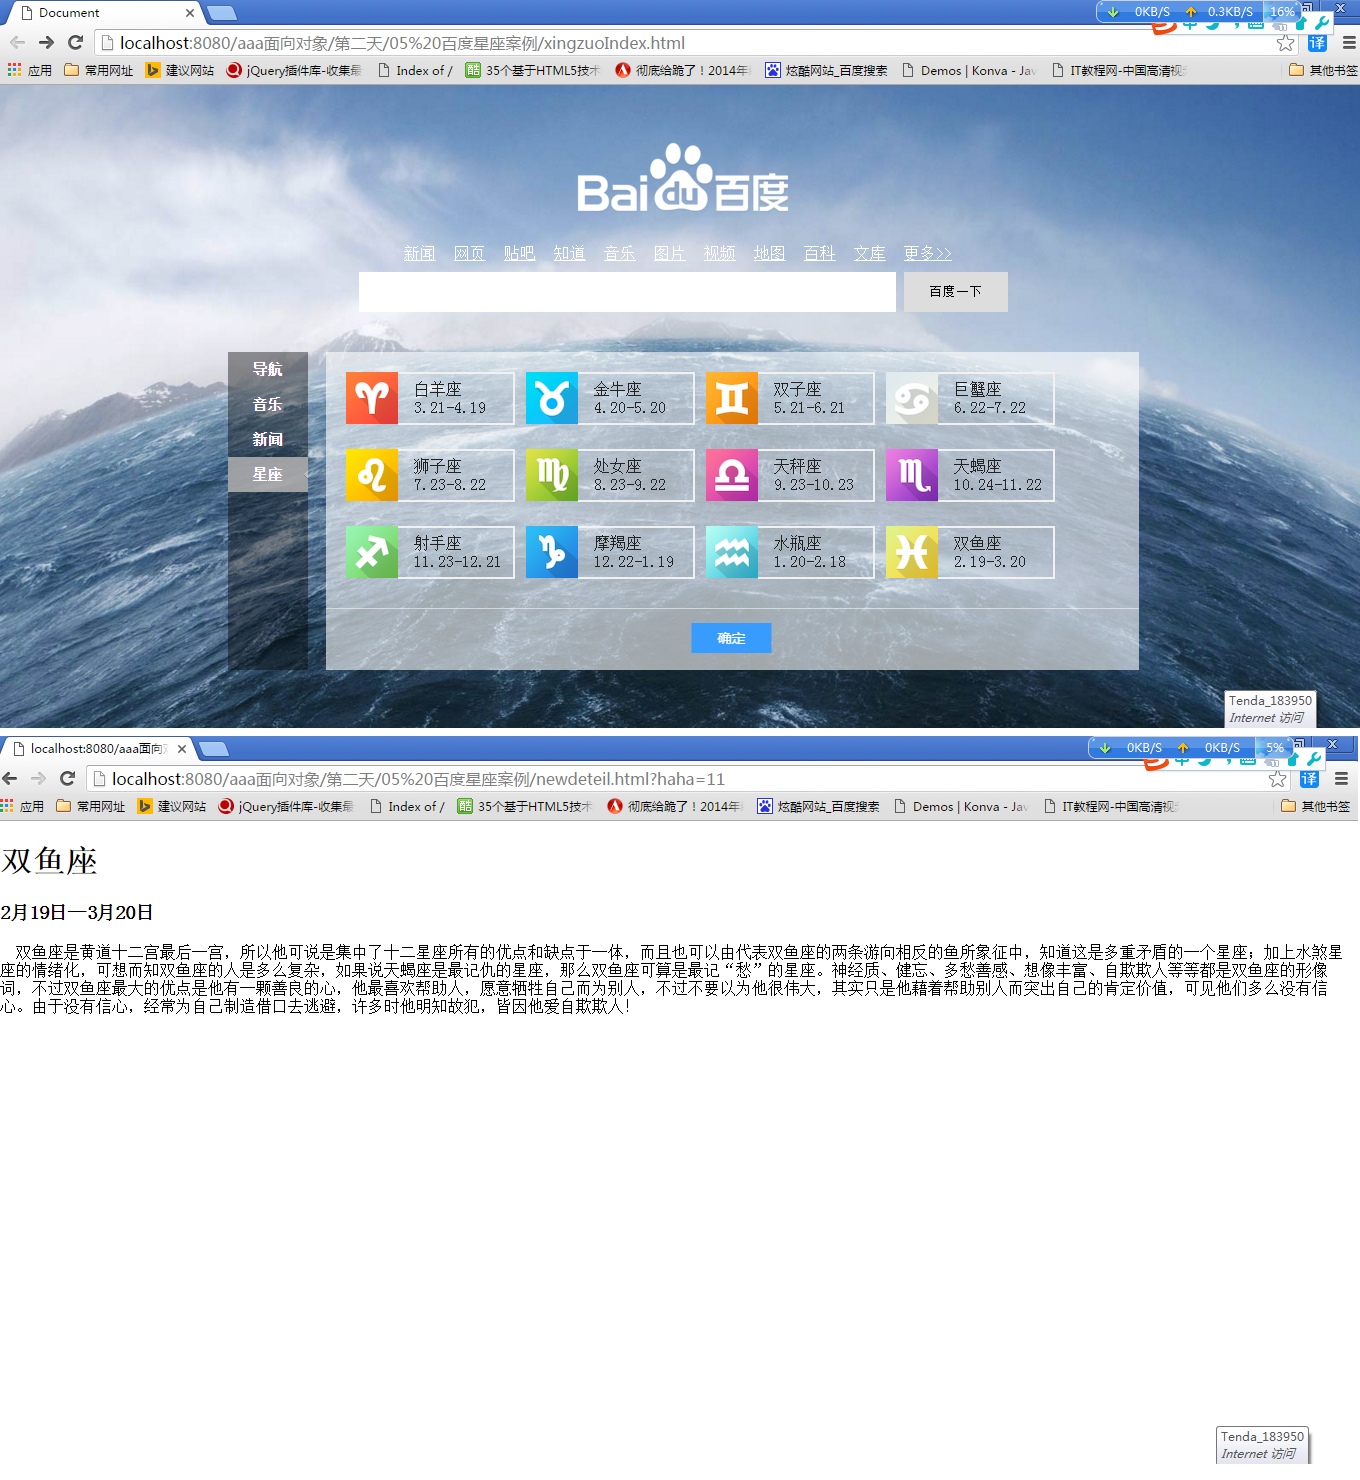 Document
0KB/S 0.3KB/S 16%
localhost:8080/aaa面向对象/第二天/05%20百度星座案例/xingzuoIndex.html
译
应用 常用网址 建议网站 jQuery插件库-收集最 Index of / 35个基于HTML5技术 彻底给跪了！2014年 炫酷网站_百度搜索 Demos | Konva - Jav IT教程网-中国高清视 其他书签
Bai du 百度
新闻 网页 贴吧 知道 音乐 图片 视频 地图 百科 文库 更多>>
百度一下
导航
音乐
新闻
星座
白羊座
3.21-4.19
金牛座
4.20-5.20
双子座
5.21-6.21
巨蟹座
6.22-7.22
狮子座
7.23-8.22
处女座
8.23-9.22
天秤座
9.23-10.23
天蝎座
10.24-11.22
射手座
11.23-12.21
摩羯座
12.22-1.19
水瓶座
1.20-2.18
双鱼座
2.19-3.20
确定
Tenda_183950
Internet 访问
localhost:8080/aaa面向对
0KB/S 0KB/S 5%
localhost:8080/aaa面向对象/第二天/05%20百度星座案例/newdeteil.html?haha=11
译
应用 常用网址 建议网站 jQuery插件库-收集最 Index of / 35个基于HTML5技术 彻底给跪了！2014年 炫酷网站_百度搜索 Demos | Konva - Jav IT教程网-中国高清视 其他书签
双鱼座
2月19日—3月20日
双鱼座是黄道十二宫最后一宫，所以他可说是集中了十二星座所有的优点和缺点于一体，而且也可以由代表双鱼座的两条游向相反的鱼所象征中，知道这是多重矛盾的一个星座；加上水煞星
座的情绪化，可想而知双鱼座的人是多么复杂，如果说天蝎座是最记仇的星座，那么双鱼座可算是最记“愁”的星座。神经质、健忘、多愁善感、想像丰富、自欺欺人等等都是双鱼座的形像
词，不过双鱼座最大的优点是他有一颗善良的心，他最喜欢帮助人，愿意牺牲自己而为别人，不过不要以为他很伟大，其实只是他藉着帮助别人而突出自己的肯定价值，可见他们多么没有信
心。由于没有信心，经常为自己制造借口去逃避，许多时他明知故犯，皆因他爱自欺欺人！
Tenda_183950
Internet 访问